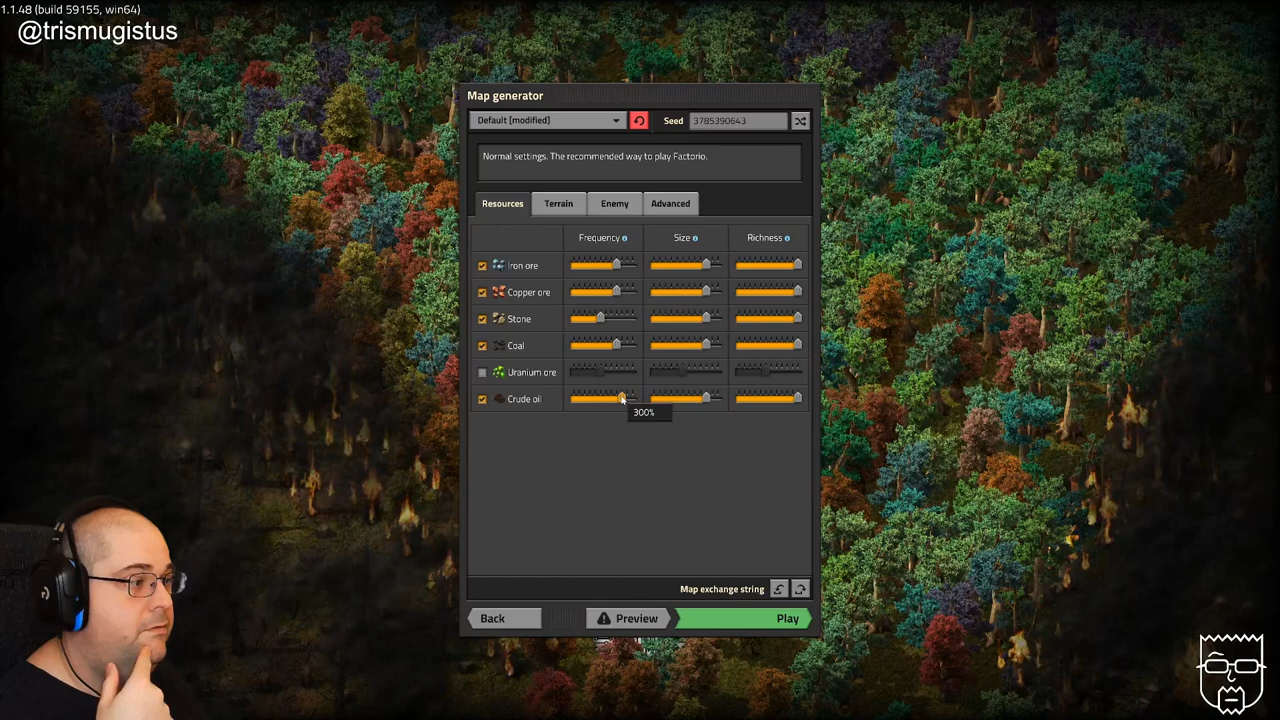 1.1.48 (build 59155, win64)
@trismugistus
Map generator
Default [modified]
Seed
3785390643
Normal settings. The recommended way to play Factorio.
Resources
Terrain
Enemy
Advanced
Frequency
Size
Richness
Iron ore
Copper ore
Stone
Coal
Uranium ore
Crude oil
300%
Map exchange string
Back
Preview
Play